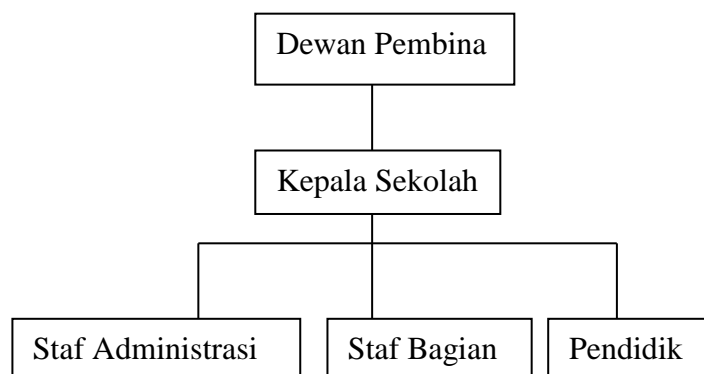 Dewan Pembina
Kepala Sekolah
Staf Administrasi
Staf Bagian
Pendidik